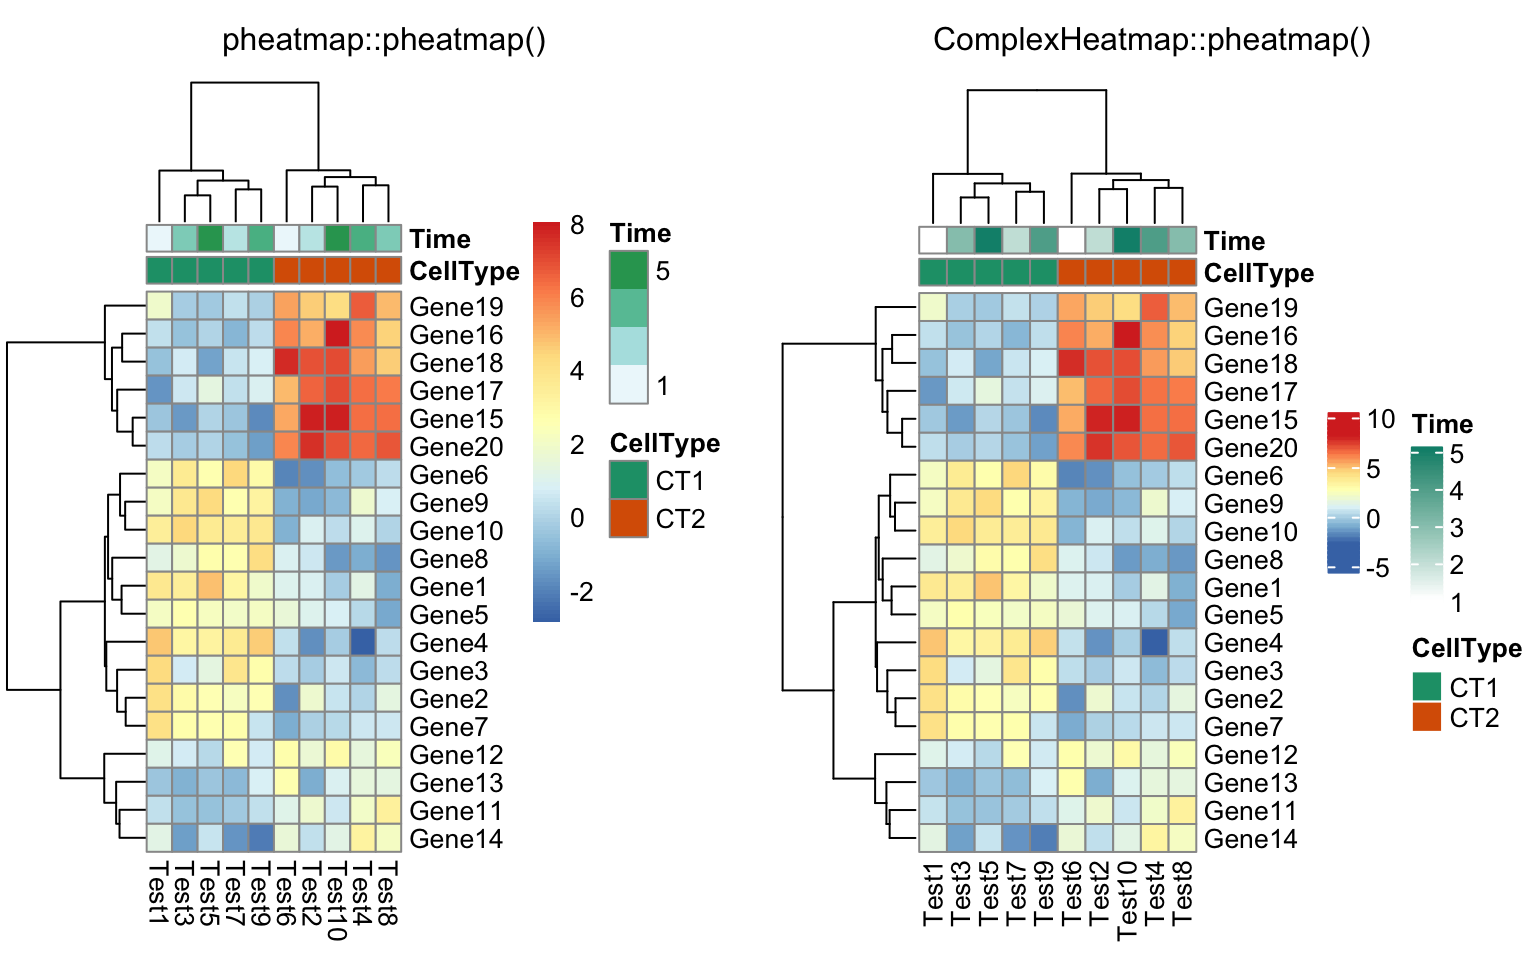 pheatmap::pheatmap()
Time
CellType
Gene19
Gene16
Gene18
Gene17
Gene15
Gene20
Gene6
Gene9
Gene10
Gene8
Gene1
Gene5
Gene4
Gene3
Gene2
Gene7
Gene12
Gene13
Gene11
Gene14
Test1
Test3
Test5
Test7
Test9
Test6
Test2
Test10
Test4
Test8
8
6
4
2
0
-2
Time
5
1
CellType
CT1
CT2
ComplexHeatmap::pheatmap()
Time
CellType
Gene19
Gene16
Gene18
Gene17
Gene15
Gene20
Gene6
Gene9
Gene10
Gene8
Gene1
Gene5
Gene4
Gene3
Gene2
Gene7
Gene12
Gene13
Gene11
Gene14
Test1
Test3
Test5
Test7
Test9
Test6
Test2
Test10
Test4
Test8
10
5
0
-5
Time
5
4
3
2
1
CellType
CT1
CT2